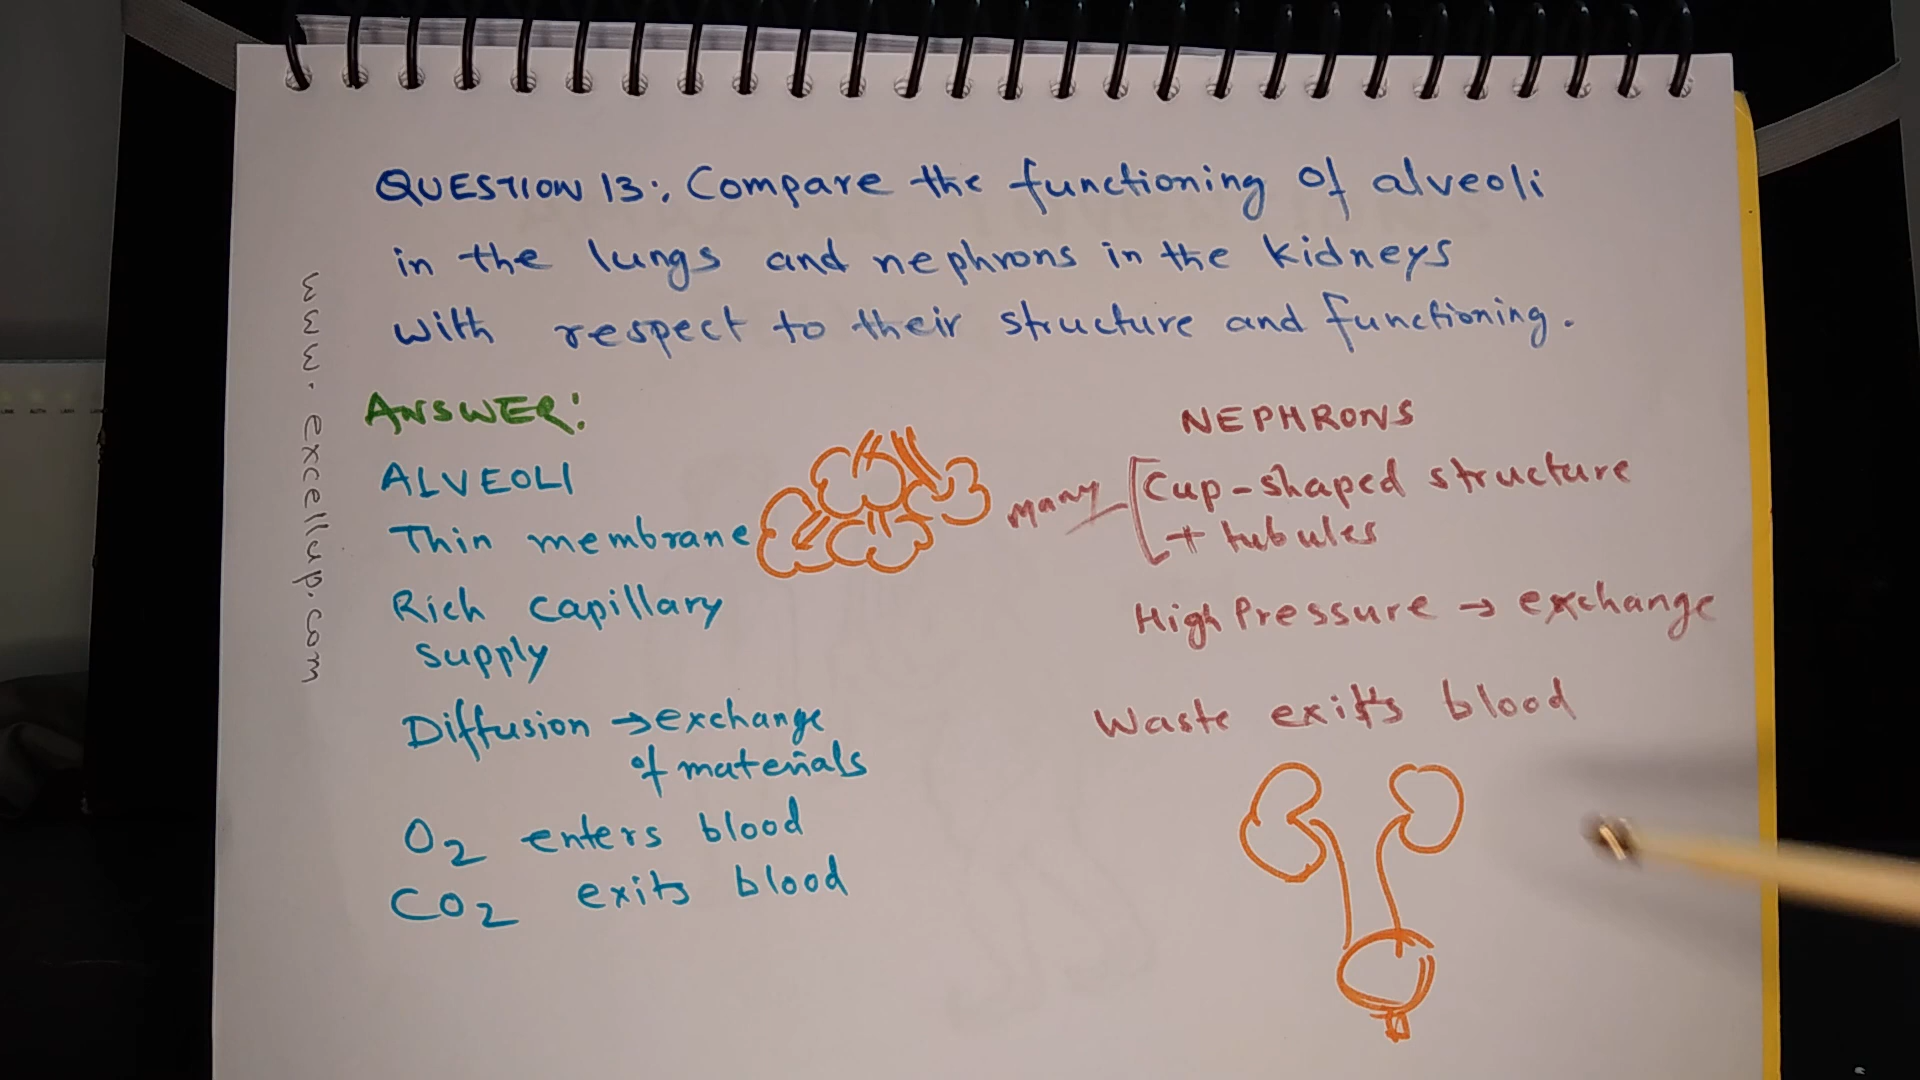 QUESTION 13: Compare the functioning of alveoli
in the lungs and nephrons in the kidneys
with respect to their structure and functioning.
ANSWER:
ALVEOLI
Thin membrane
Rich capillary
supply
Diffusion → exchange
of materials
O2 enters blood
CO2 exits blood
NEPHRONS
many [Cup-shaped structure
+ tubules
High Pressure → exchange
Waste exits blood
www.excellup.com